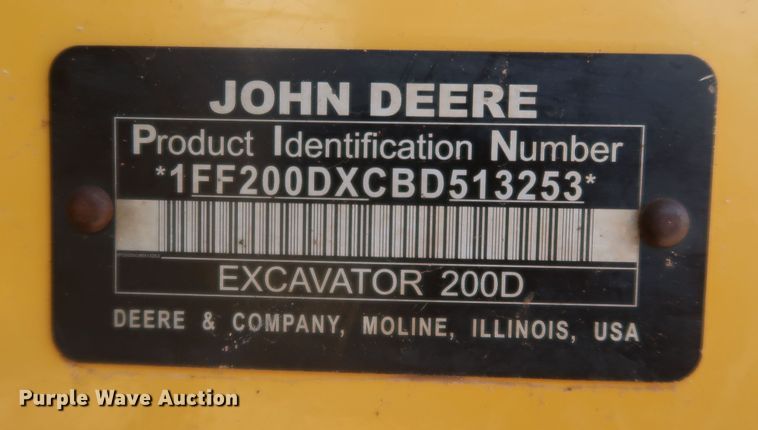 JOHN DEERE
Product Identification Number
*1FF200DXCBD513253*
EXCAVATOR 200D
DEERE & COMPANY, MOLINE, ILLINOIS, USA
Purple Wave Auction